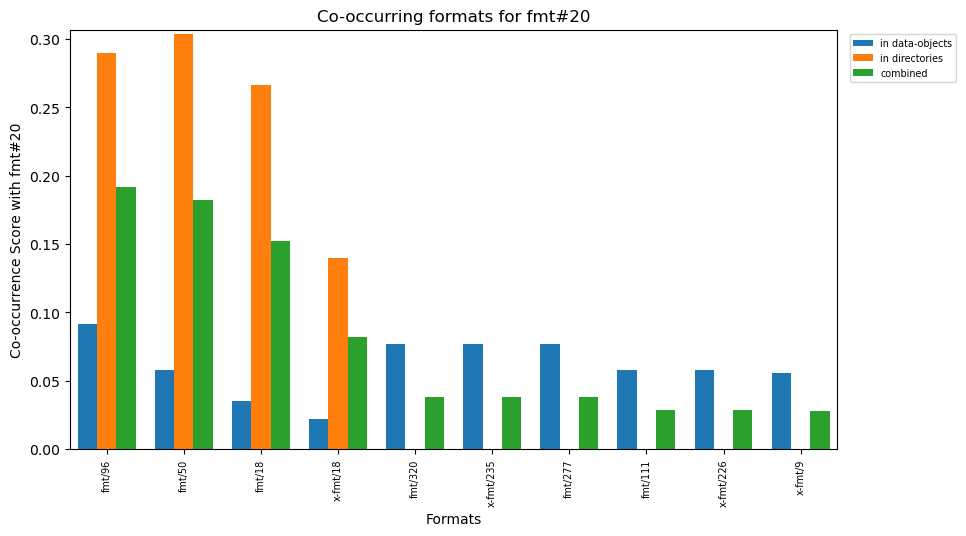 Co-occurring formats for fmt#20
in data-objects
in directories
combined
Co-occurrence Score with fmt#20
0.30
0.25
0.20
0.15
0.10
0.05
0.00
fmt/96
fmt/50
fmt/18
x-fmt/18
fmt/320
x-fmt/235
fmt/277
fmt/111
x-fmt/226
x-fmt/9
Formats